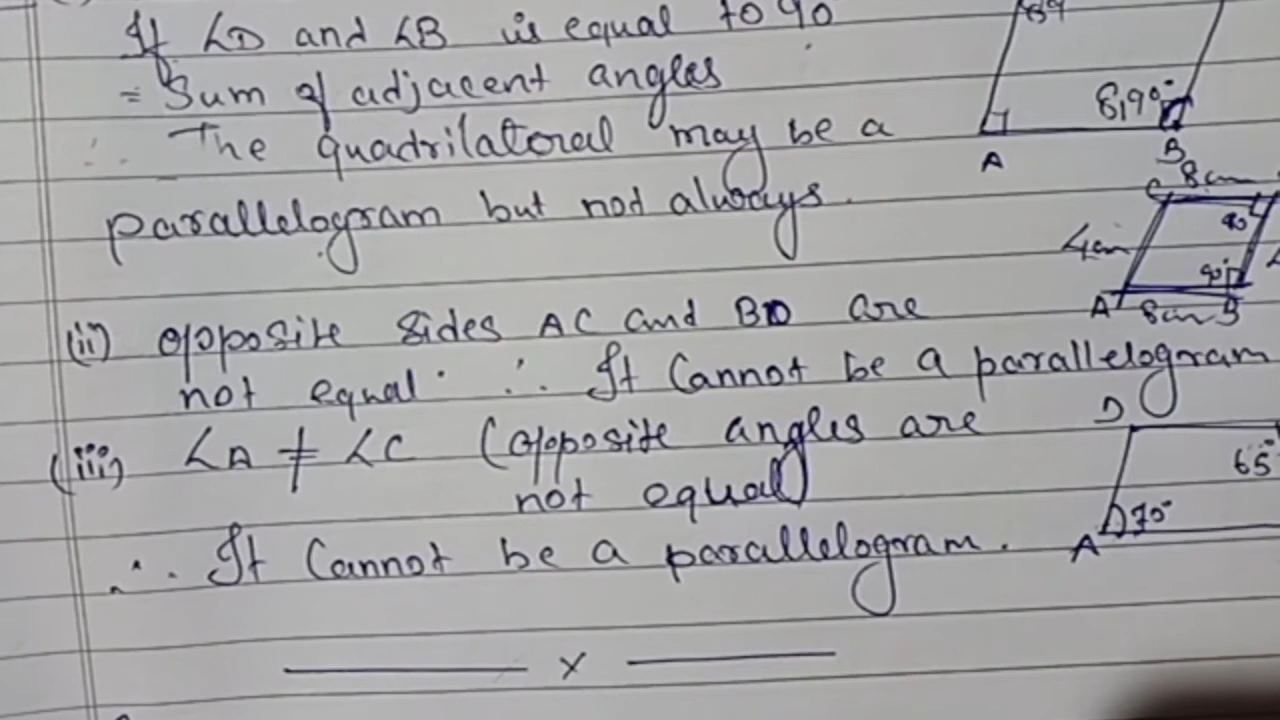 If ∠D and ∠B is equal to 90
= Sum of adjacent angles
∴ The quadrilatoral may be a
parallelogram but not always.
A
B
8cm
C
4cm
90°
90°
A
8cm B
(ii) opposite sides AC and BD are
not equal ∴ It Cannot be a parallelogram
(iii) ∠A ≠ ∠C (opposite angles are
not equal)
D
65°
70°
A
∴ It Cannot be a parallelogram.
x